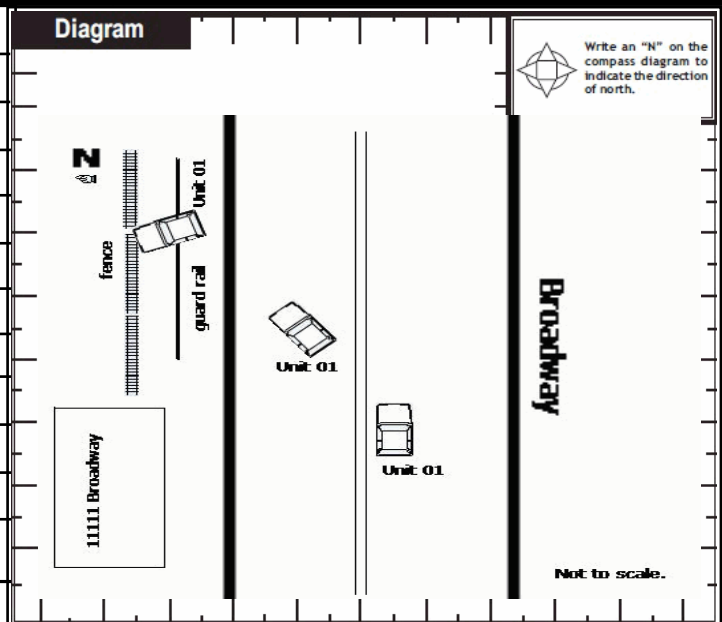 Diagram
Write an “N” on the
compass diagram to
indicate the direction
of north.
N
Unit 01
fence
guard rail
Unit 01
Broadway
Unit 01
11111 Broadway
Not to scale.